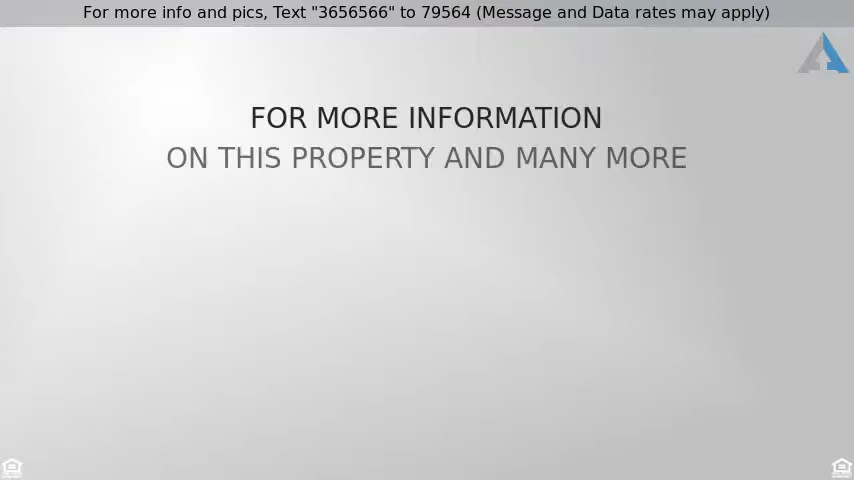 For more info and pics, Text "3656566" to 79564 (Message and Data rates may apply)
FOR MORE INFORMATION
ON THIS PROPERTY AND MANY MORE